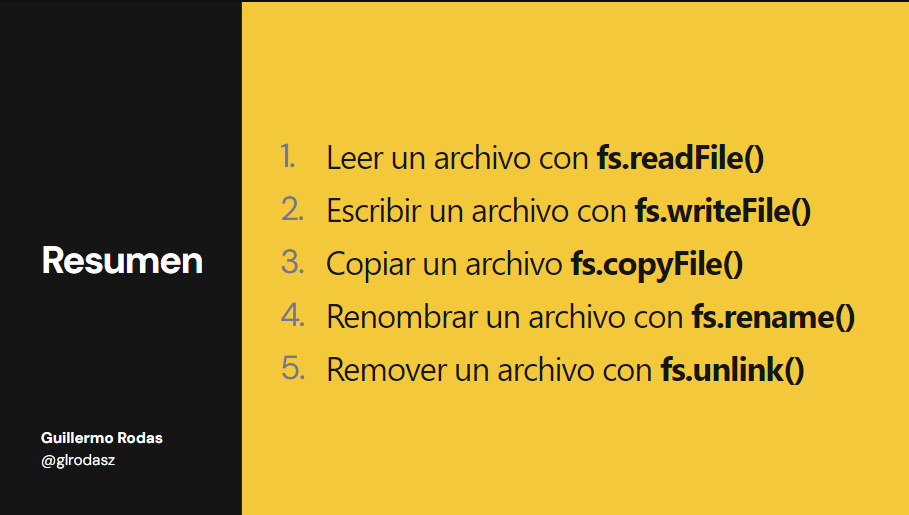 Resumen
Guillermo Rodas
@glrodasz
1. Leer un archivo con fs.readFile()
2. Escribir un archivo con fs.writeFile()
3. Copiar un archivo fs.copyFile()
4. Renombrar un archivo con fs.rename()
5. Remover un archivo con fs.unlink()